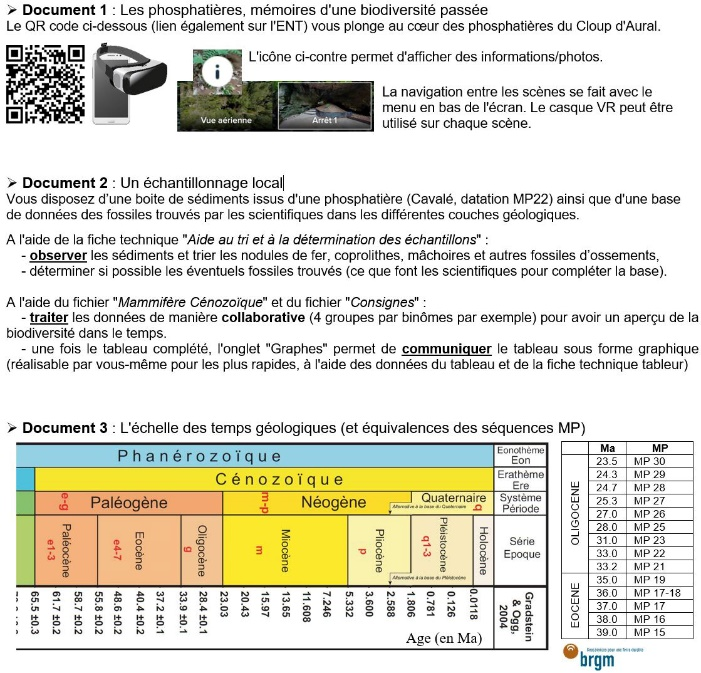 ➢ Document 1 : Les phosphatières, mémoires d'une biodiversité passée
Le QR code ci-dessous (lien également sur l'ENT) vous plonge au cœur des phosphatières du Cloup d'Aural.
L'icône ci-contre permet d'afficher des informations/photos.
i
Vue aérienne
Arrêt 1
La navigation entre les scènes se fait avec le
menu en bas de l'écran. Le casque VR peut être
utilisé sur chaque scène.
➢ Document 2 : Un échantillonnage local
Vous disposez d'une boite de sédiments issus d'une phosphatière (Cavalé, datation MP22) ainsi que d'une base
de données des fossiles trouvés par les scientifiques dans les différentes couches géologiques.
A l'aide de la fiche technique "Aide au tri et à la détermination des échantillons" :
- observer les sédiments et trier les nodules de fer, coprolithes, mâchoires et autres fossiles d'ossements,
- déterminer si possible les éventuels fossiles trouvés (ce que font les scientifiques pour compléter la base).
A l'aide du fichier "Mammifère Cénozoïque" et du fichier "Consignes" :
- traiter les données de manière collaborative (4 groupes par binômes par exemple) pour avoir un aperçu de la
biodiversité dans le temps.
- une fois le tableau complété, l'onglet "Graphes" permet de communiquer le tableau sous forme graphique
(réalisable par vous-même pour les plus rapides, à l'aide des données du tableau et de la fiche technique tableur)
➢ Document 3 : L'échelle des temps géologiques (et équivalences des séquences MP)
Phanérozoïque
Eonothème
Eon
Cénozoïque
Erathème
Ere
e-g
Paléogène
m-p
Néogène
Quaternaire
q
Alternative à la base du Quaternaire
Système
Période
e1-3
Paléocène
e4-7
Eocène
g
Oligocène
m
Miocène
p
Pliocène
q1-3
Pléistocène
Holocène
Alternative à la base du Pléistocène
Série
Epoque
65.5 ±0.3
61.7 ±0.2
58.7 ±0.2
55.8 ±0.2
48.6 ±0.2
40.4 ±0.2
37.2 ±0.1
33.9 ±0.1
28.4 ±0.1
23.03
20.43
15.97
13.65
11.608
7.246
5.332
3.600
2.588
1.806
0.781
0.126
0.0118
Gradstein
& Ogg,
2004
Age (en Ma)
Ma MP
OLIGOCENE
23.5 MP 30
24.3 MP 29
24.7 MP 28
25.3 MP 27
27.0 MP 26
28.0 MP 25
31.0 MP 23
33.0 MP 22
33.2 MP 21
EOCENE
35.0 MP 19
36.0 MP 17-18
37.0 MP 17
38.0 MP 16
39.0 MP 15
brgm